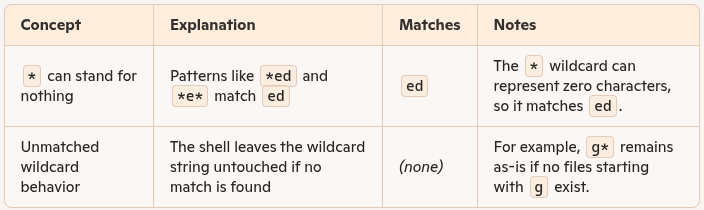 Concept Explanation Matches Notes
* can stand for nothing
Patterns like *ed and
*e* match ed
ed
The * wildcard can
represent zero characters,
so it matches ed.
Unmatched
wildcard
behavior
The shell leaves the wildcard
string untouched if no
match is found
(none)
For example, g* remains
as-is if no files starting
with g exist.